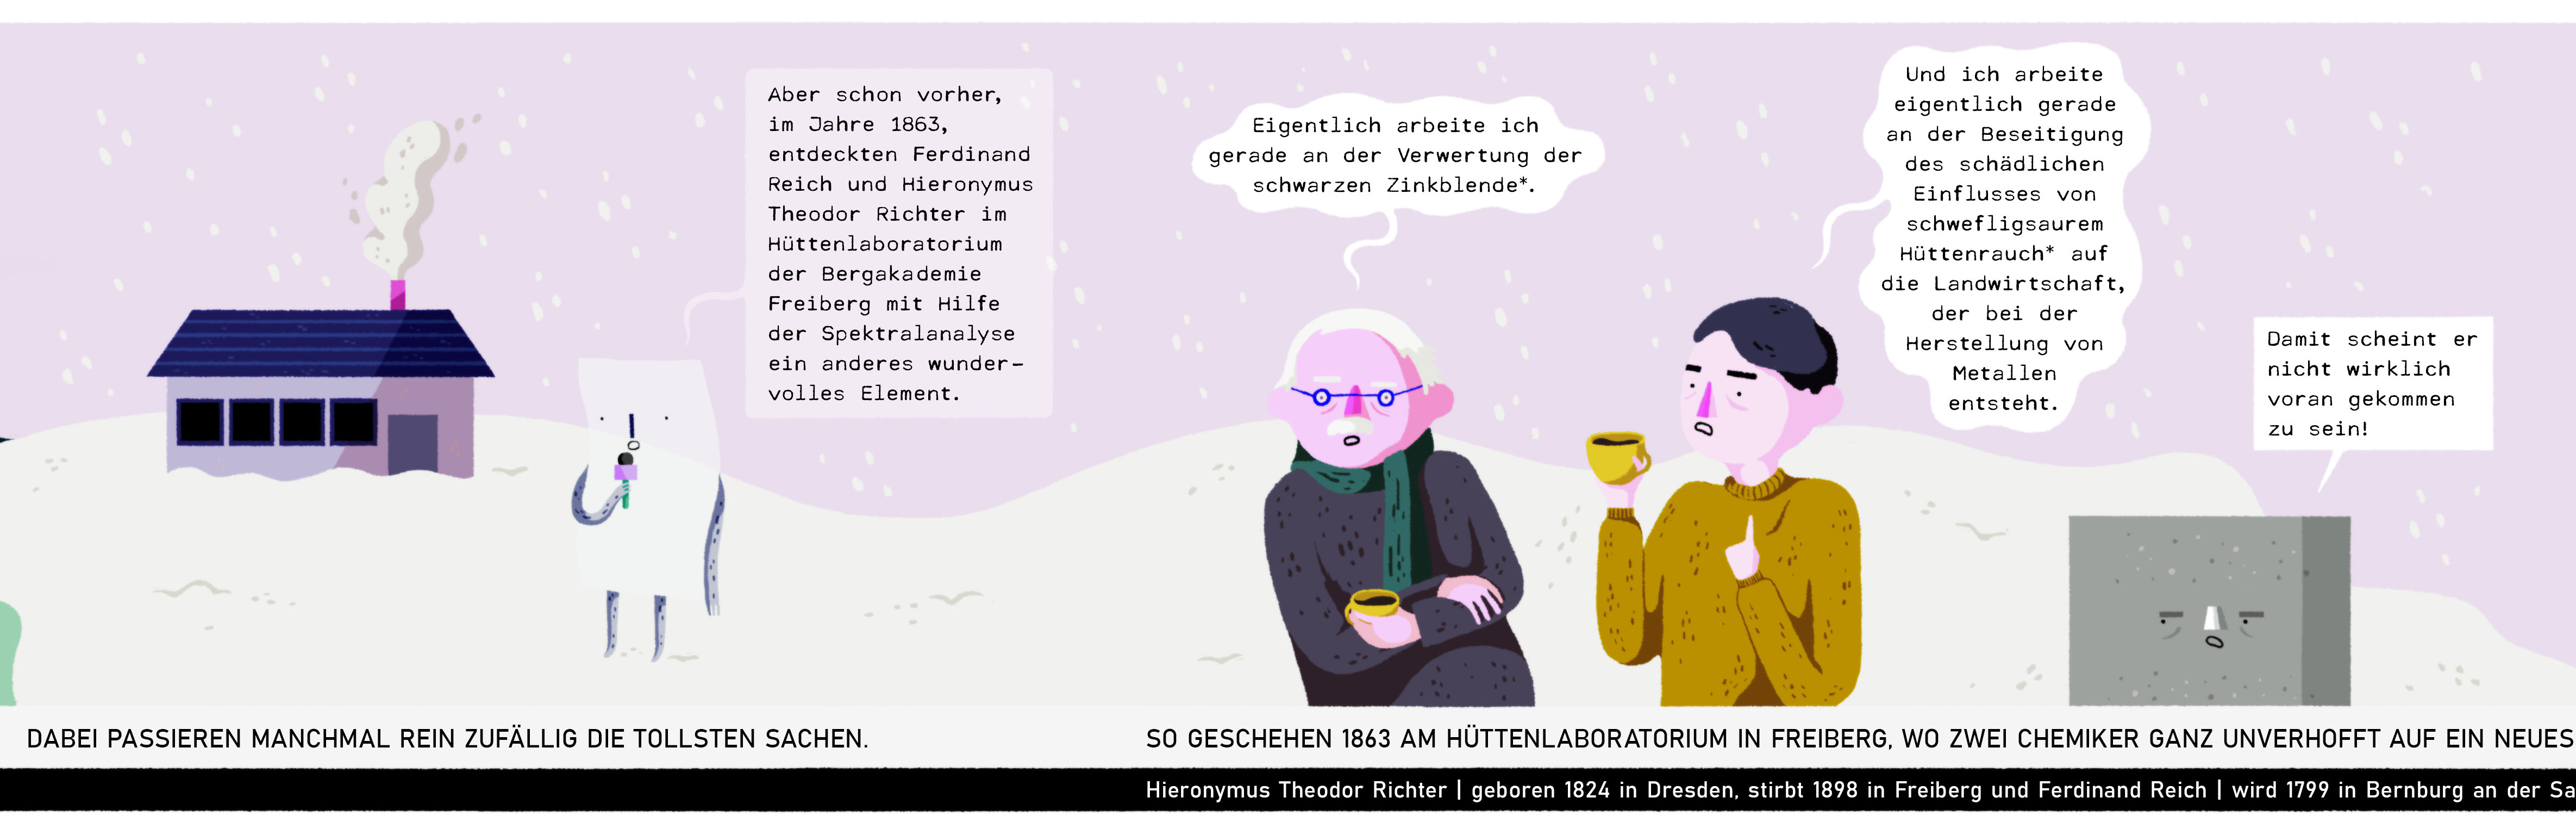 Aber schon vorher,
im Jahre 1863,
entdeckten Ferdinand
Reich und Hieronymus
Theodor Richter im
Hüttenlaboratorium
der Bergakademie
Freiberg mit Hilfe
der Spektralanalyse
ein anderes wunder-
volles Element.
Eigentlich arbeite ich
gerade an der Verwertung der
schwarzen Zinkblende*.
Und ich arbeite
eigentlich gerade
an der Beseitigung
des schädlichen
Einflusses von
schwefligsaurem
Hüttenrauch* auf
die Landwirtschaft,
der bei der
Herstellung von
Metallen
entsteht.
Damit scheint er
nicht wirklich
voran gekommen
zu sein!
DABEI PASSIEREN MANCHMAL REIN ZUFÄLLIG DIE TOLLSTEN SACHEN.
SO GESCHEHEN 1863 AM HÜTTENLABORATORIUM IN FREIBERG, WO ZWEI CHEMIKER GANZ UNVERHOFFT AUF EIN NEUES
Hieronymus Theodor Richter | geboren 1824 in Dresden, stirbt 1898 in Freiberg und Ferdinand Reich | wird 1799 in Bernburg an der Sa